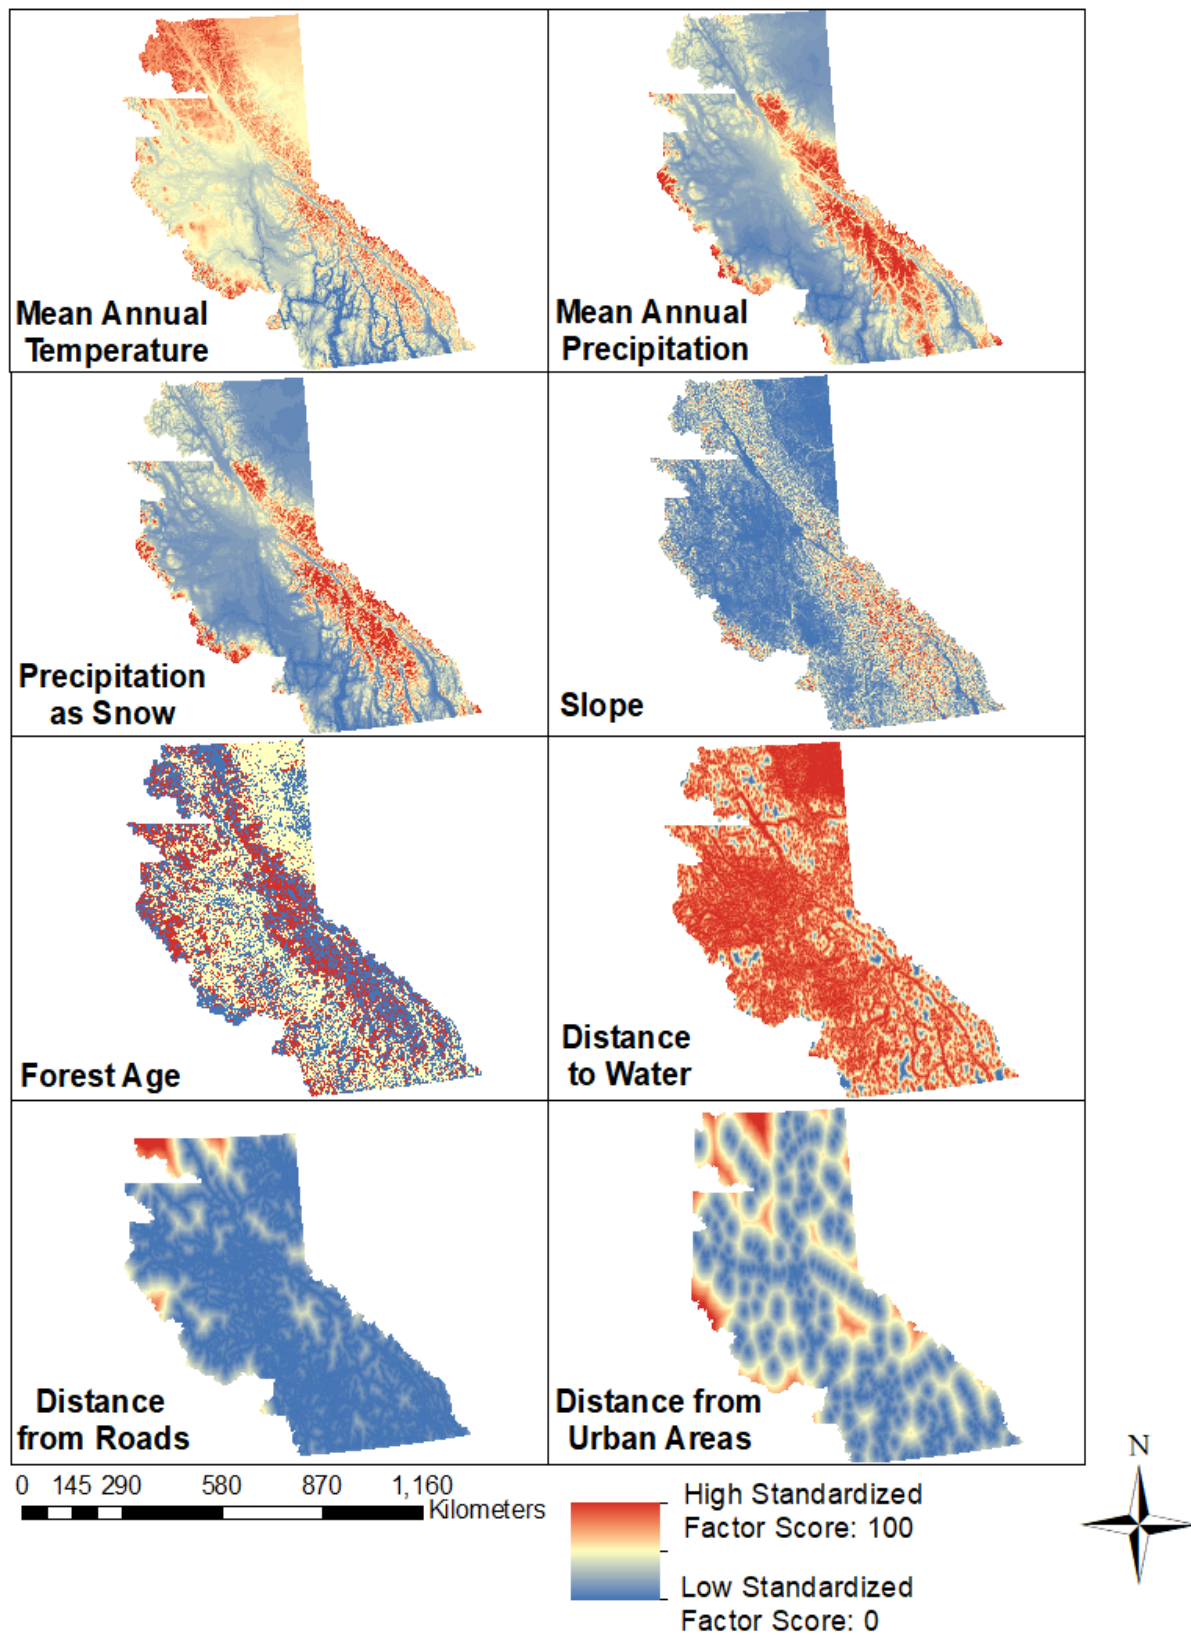 Mean Annual
Temperature
Mean Annual
Precipitation
Precipitation
as Snow
Slope
Forest Age
Distance
to Water
Distance
from Roads
Distance from
Urban Areas
0 145 290 580 870 1,160
Kilometers
High Standardized
Factor Score: 100
Low Standardized
Factor Score: 0
N